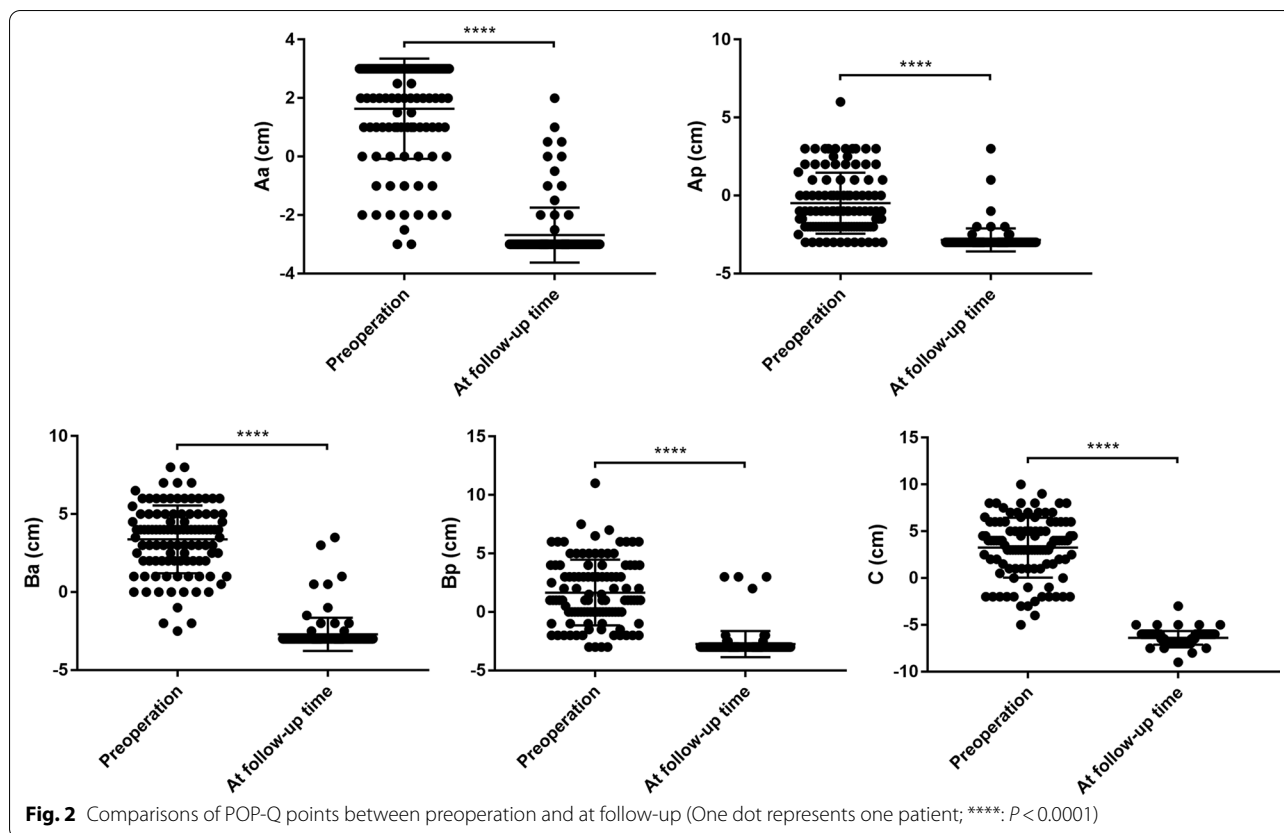 ****
4
2
0
-2
-4
Aa (cm)
Preoperation
At follow-up time
****
10
5
0
-5
Ap (cm)
Preoperation
At follow-up time
****
10
5
0
-5
Ba (cm)
Preoperation
At follow-up time
****
15
10
5
0
-5
Bp (cm)
Preoperation
At follow-up time
****
15
10
5
0
-5
-10
C (cm)
Preoperation
At follow-up time
Fig. 2 Comparisons of POP-Q points between preoperation and at follow-up (One dot represents one patient; ****: P < 0.0001)